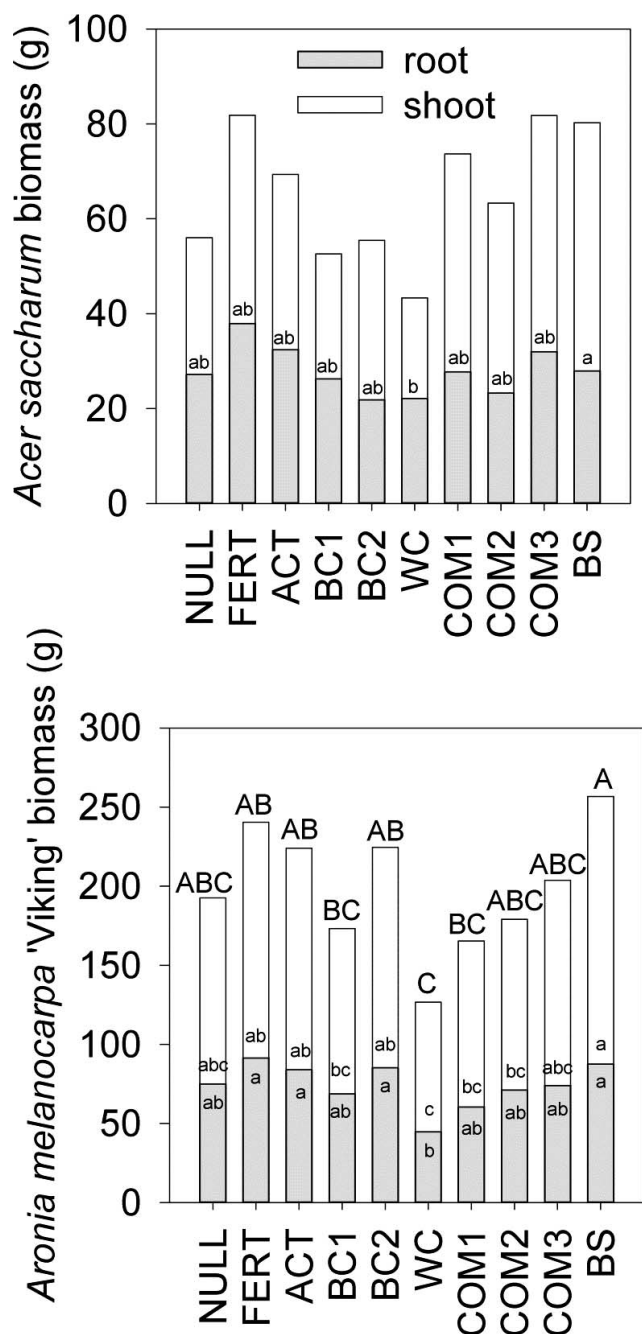 Acer saccharum biomass (g)
100
80
60
40
20
0
root
shoot
ab
ab
ab
ab
ab
b
ab
ab
ab
a
NULL
FERT
ACT
BC1
BC2
WC
COM1
COM2
COM3
BS
Aronia melanocarpa 'Viking' biomass (g)
300
250
200
150
100
50
0
ABC
AB
AB
BC
AB
C
BC
ABC
ABC
A
abc
ab
ab
bc
ab
c
bc
bc
abc
a
ab
a
a
ab
a
b
ab
ab
ab
a
NULL
FERT
ACT
BC1
BC2
WC
COM1
COM2
COM3
BS